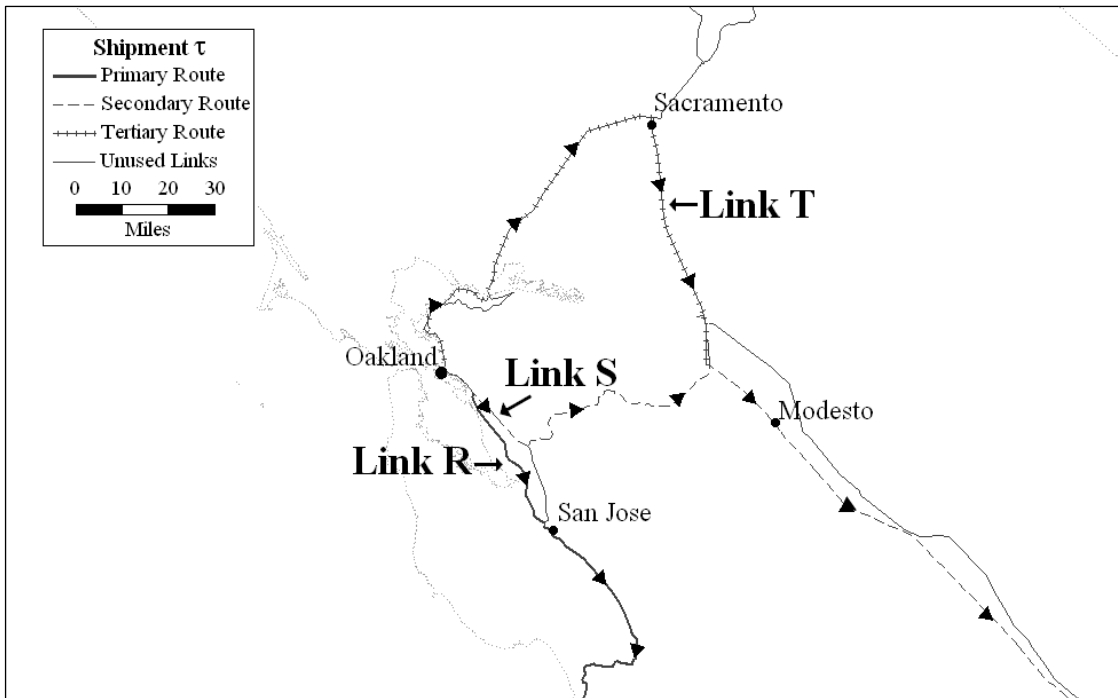 Shipment τ
Primary Route
Secondary Route
Tertiary Route
Unused Links
0 10 20 30
Miles
Sacramento
Link T
Oakland
Link S
Modesto
Link R
San Jose